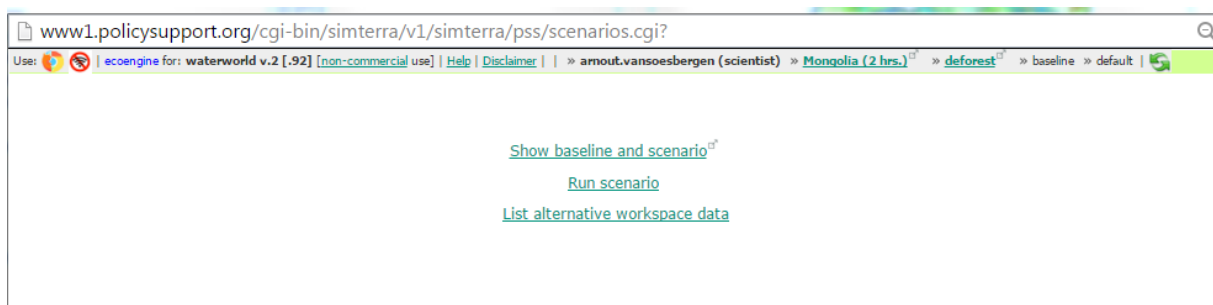 www1.policysupport.org/cgi-bin/simterra/v1/simterra/pss/scenarios.cgi?
Use: | ecoengine for: waterworld v.2 [.92] [non-commercial use] | Help | Disclaimer | | » arnout.vansoesbergen (scientist) » Mongolia (2 hrs.) » deforest » baseline » default |
Show baseline and scenario
Run scenario
List alternative workspace data